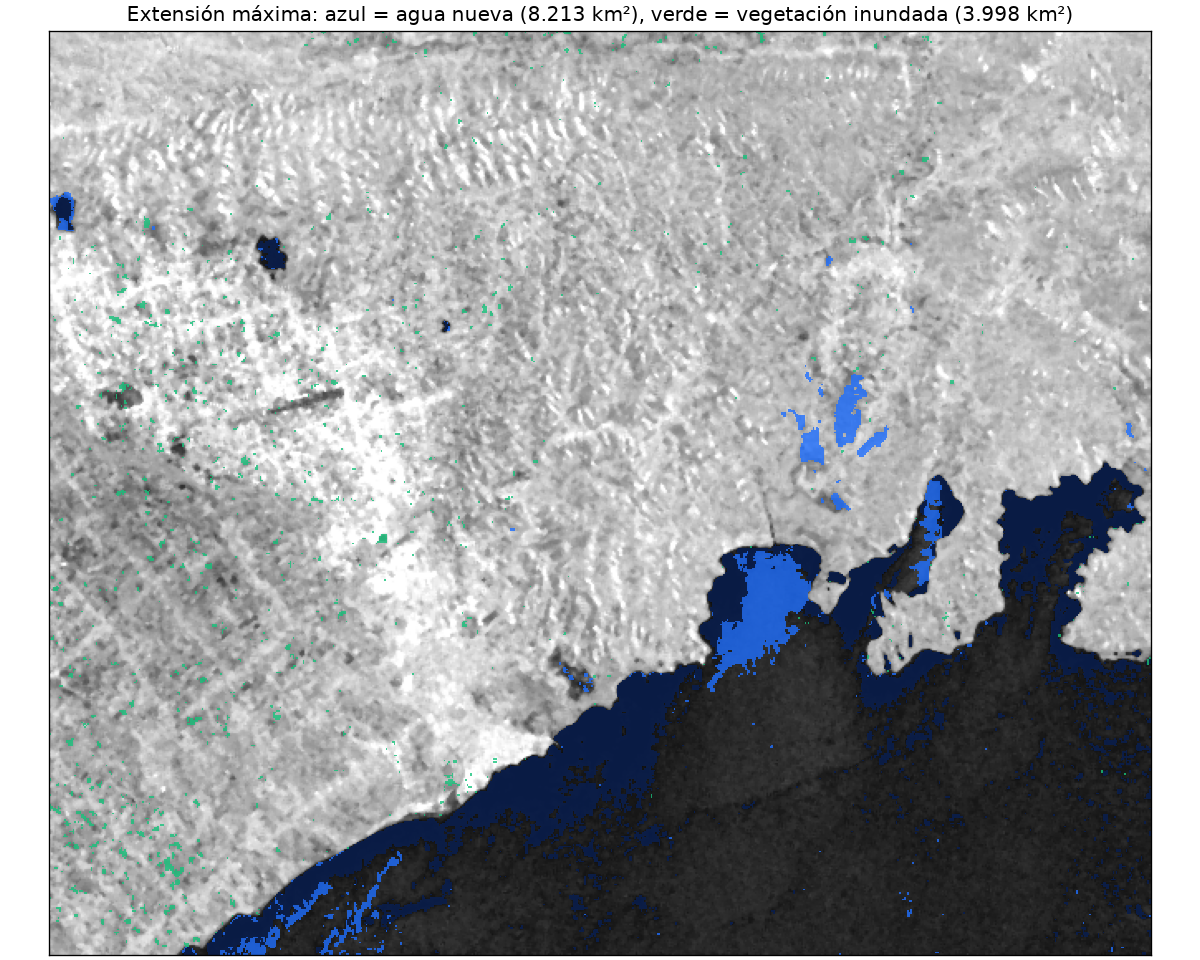 Extensión máxima: azul = agua nueva (8.213 km²), verde = vegetación inundada (3.998 km²)